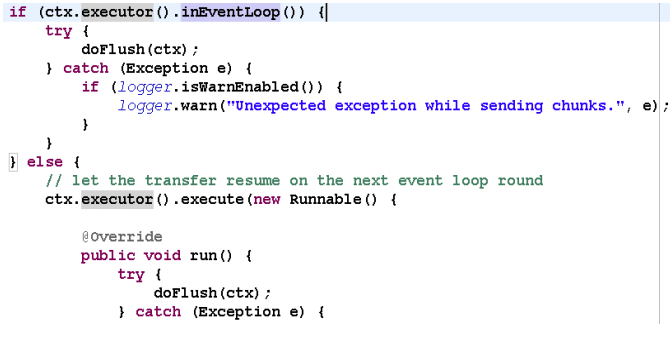 if (ctx.executor().inEventLoop()) {
    try {
        doFlush(ctx);
    } catch (Exception e) {
        if (logger.isWarnEnabled()) {
            logger.warn("Unexpected exception while sending chunks.", e);
        }
    }
} else {
    // let the transfer resume on the next event loop round
    ctx.executor().execute(new Runnable() {

        @Override
        public void run() {
            try {
                doFlush(ctx);
            } catch (Exception e) {